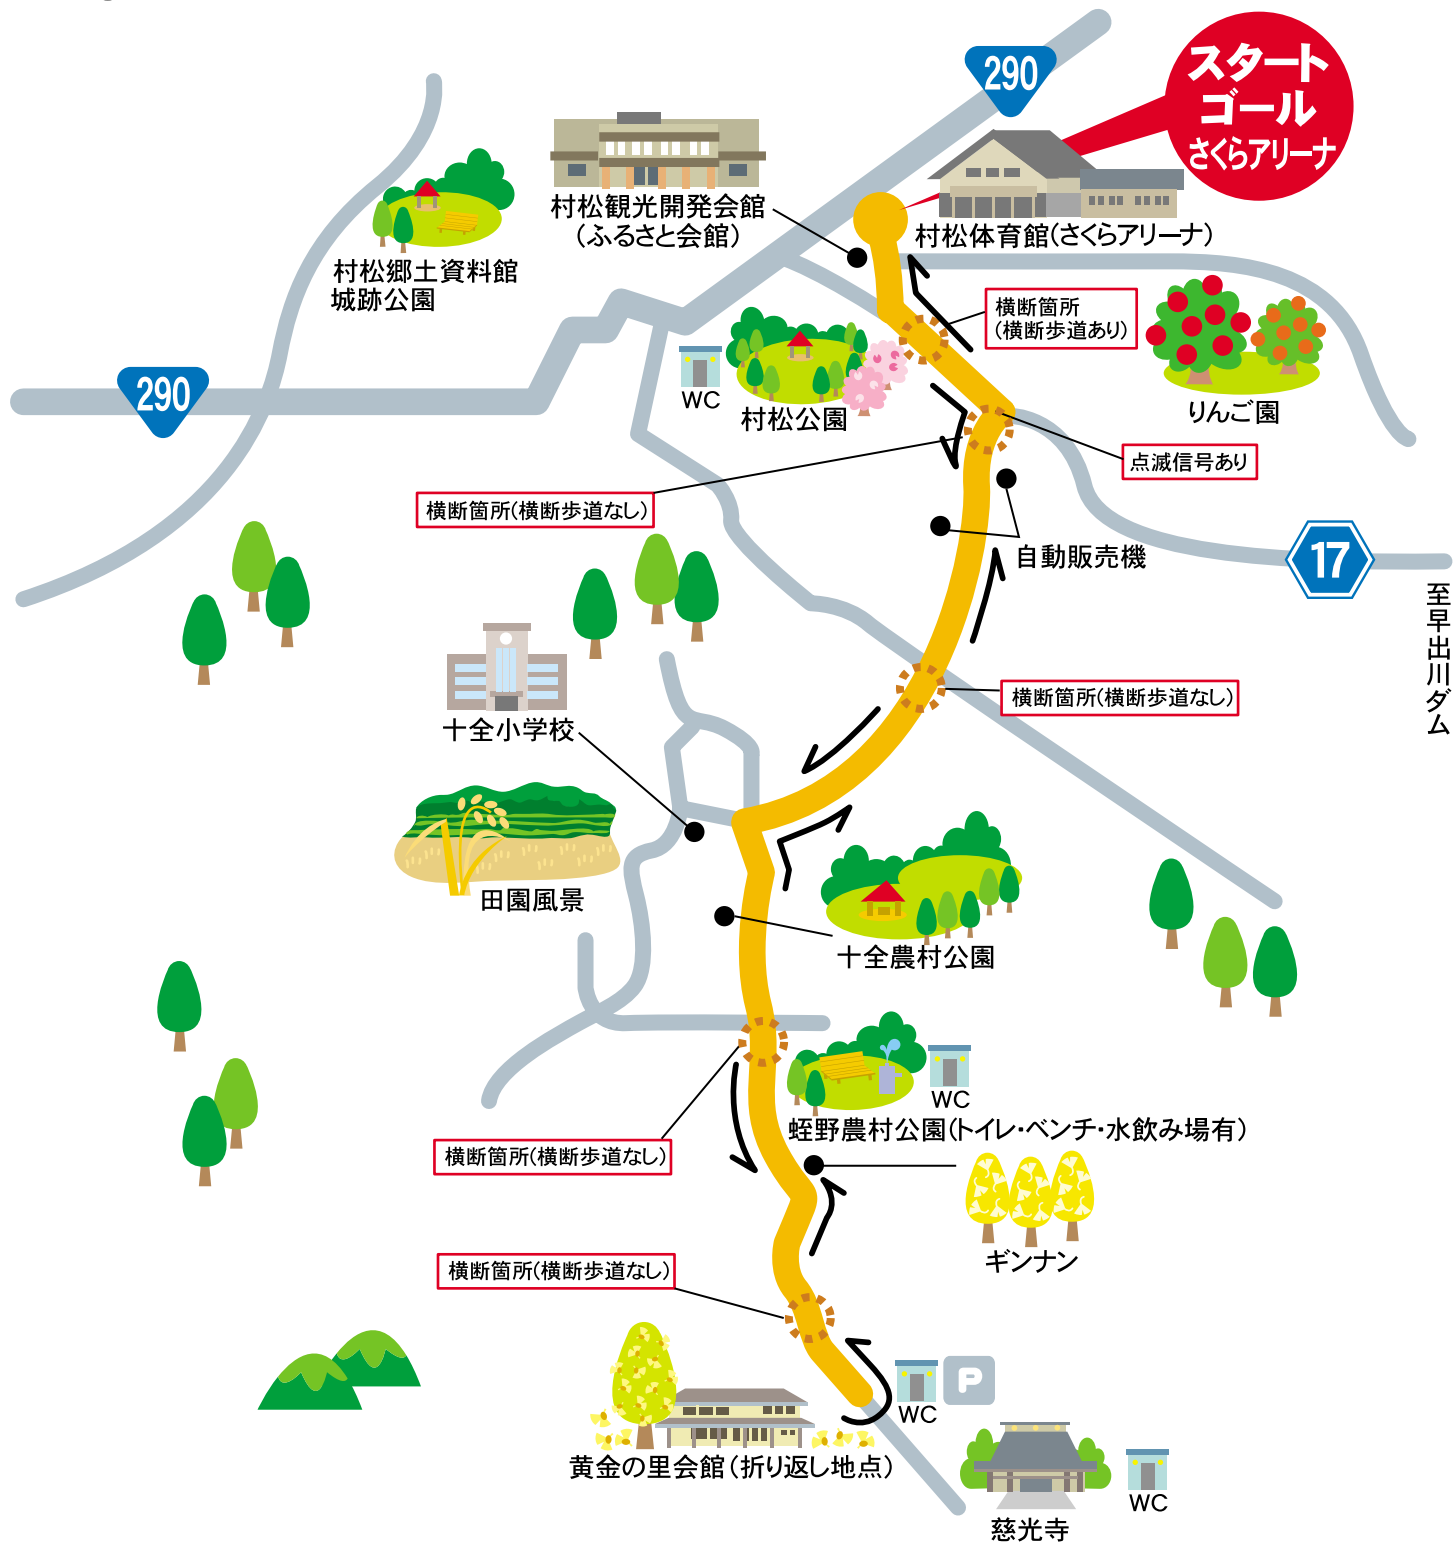 290
スタート
ゴール
さくらアリーナ
村松観光開発会館
(ふるさと会館)
村松体育館(さくらアリーナ)
村松郷土資料館
城跡公園
横断箇所
(横断歩道あり)
290
WC
村松公園
りんご園
点滅信号あり
横断箇所(横断歩道なし)
自動販売機
17
至早出川ダム
横断箇所(横断歩道なし)
十全小学校
田園風景
十全農村公園
WC
蛭野農村公園(トイレ・ベンチ・水飲み場有)
横断箇所(横断歩道なし)
ギンナン
横断箇所(横断歩道なし)
P
WC
黄金の里会館(折り返し地点)
WC
慈光寺